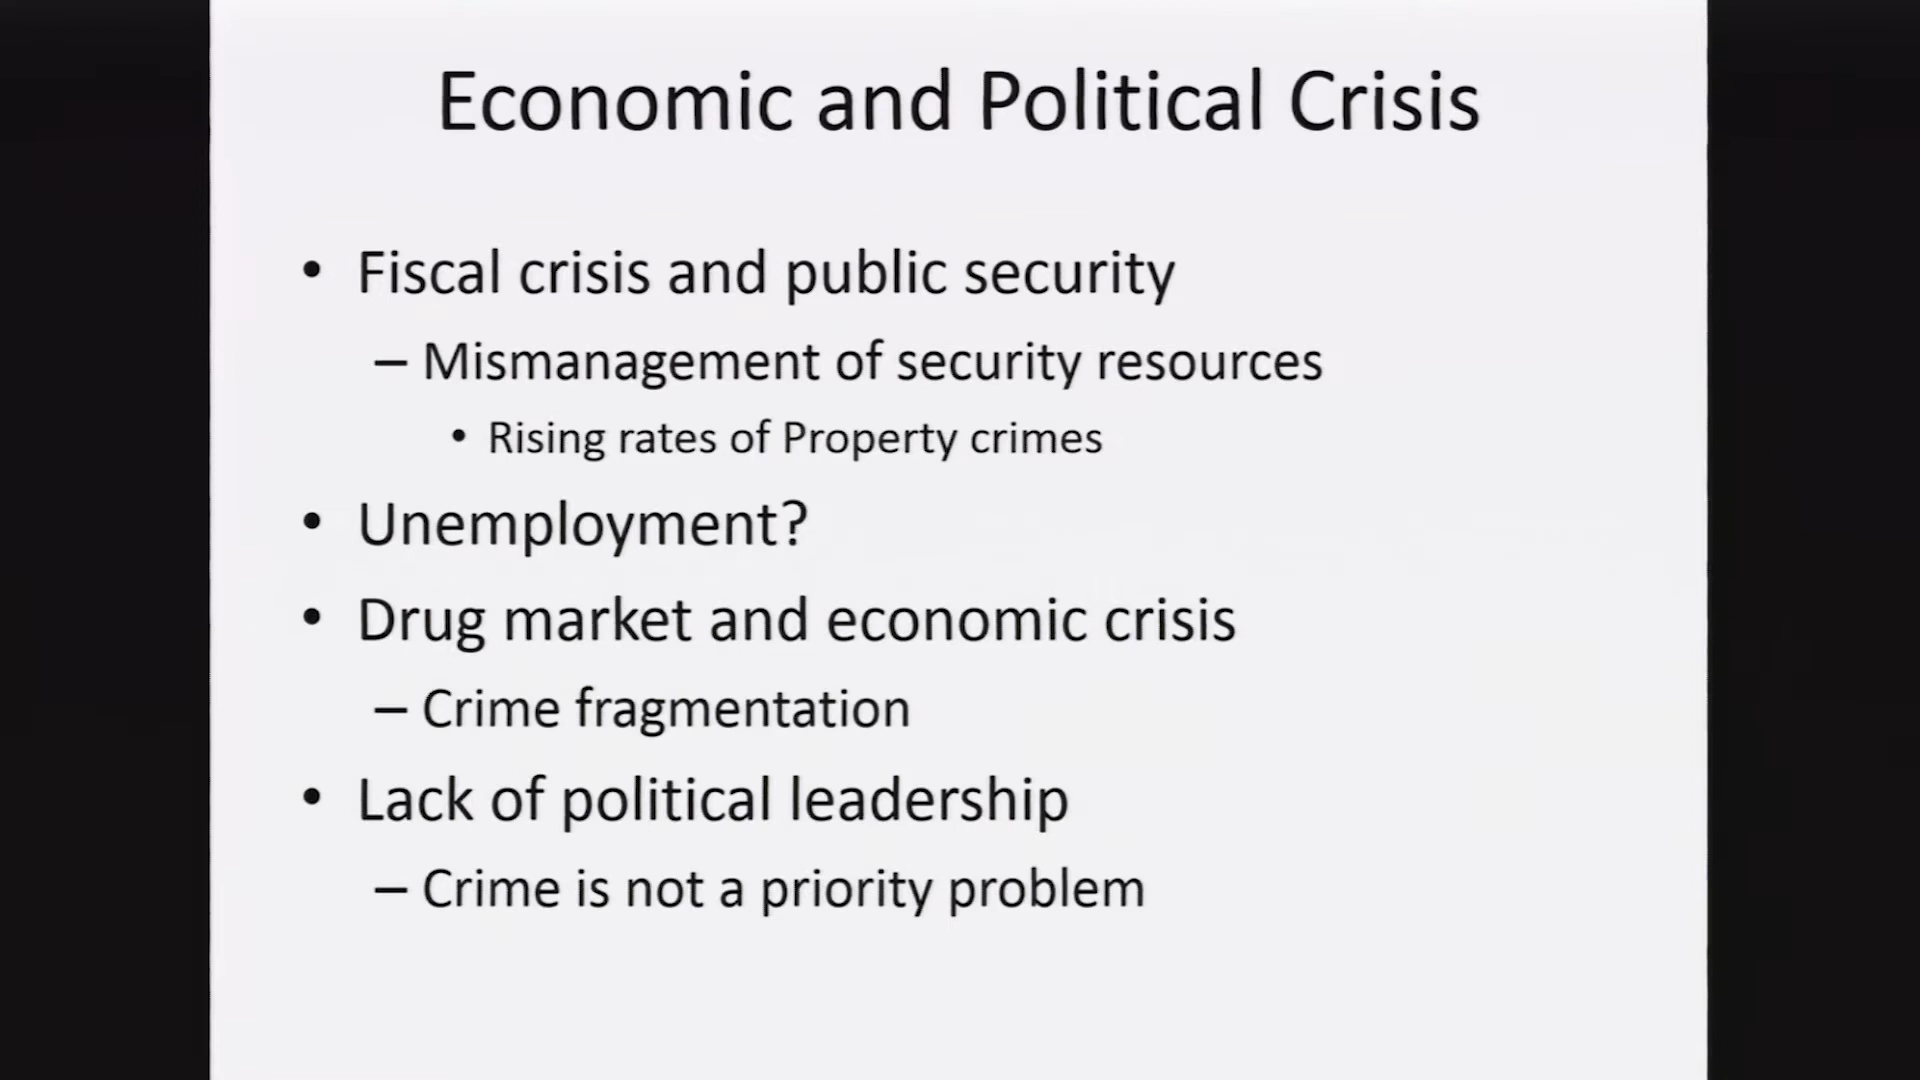 Economic and Political Crisis
• Fiscal crisis and public security
– Mismanagement of security resources
• Rising rates of Property crimes
• Unemployment?
• Drug market and economic crisis
– Crime fragmentation
• Lack of political leadership
– Crime is not a priority problem